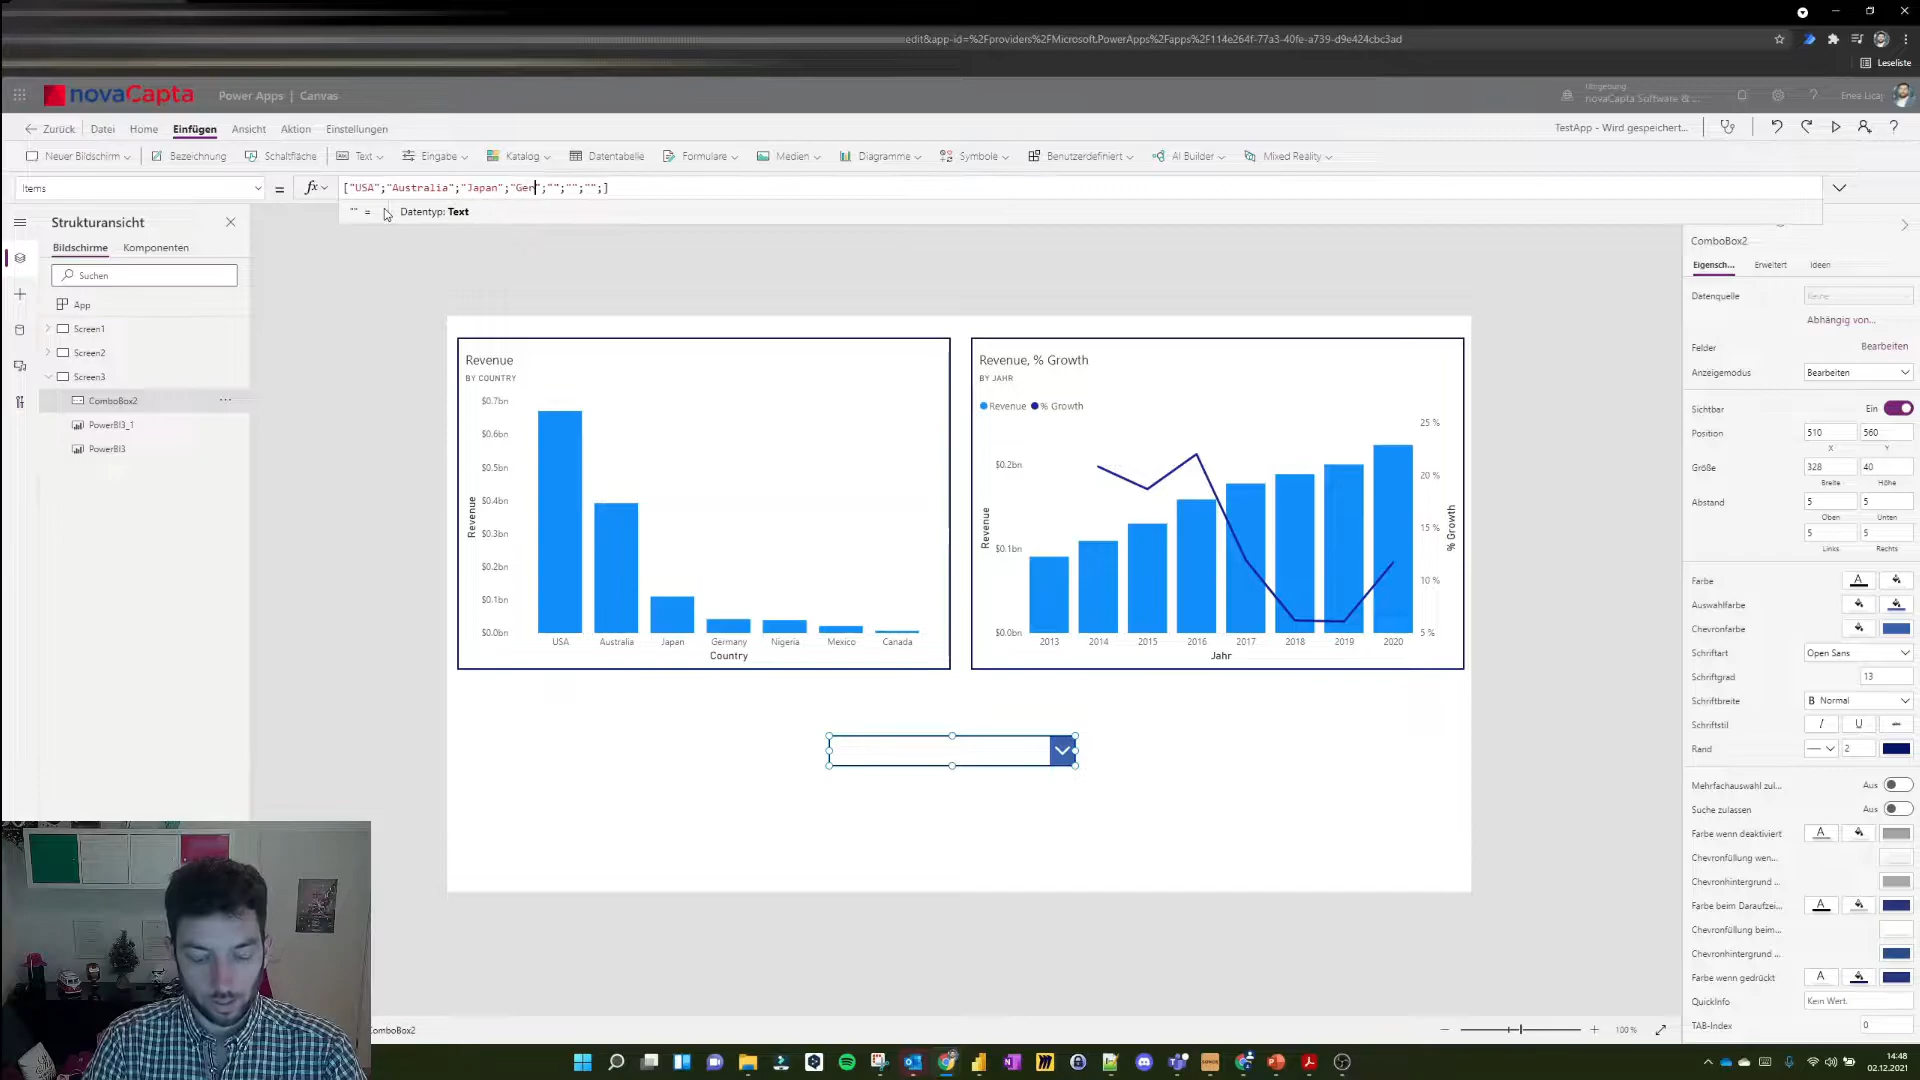 edit&app-id=%2Fproviders%2FMicrosoft.PowerApps%2Fapps%2F114e264f-77a3-40fe-a739-d9e424cbc3ad
Leseliste
novaCapta Power Apps | Canvas
Umgebung
novaCapta Software & ...
Enea Licaj
Zurück Datei Home Einfügen Ansicht Aktion Einstellungen
TestApp - Wird gespeichert...
Neuer Bildschirm Bezeichnung Schaltfläche Text Eingabe Katalog Datentabelle Formulare Medien Diagramme Symbole Benutzerdefiniert AI Builder Mixed Reality
Items = fx ["USA";"Australia";"Japan";"Ger";"";"";"";]
"" = Datentyp: Text
Strukturansicht
Bildschirme Komponenten
Suchen
App
Screen1
Screen2
Screen3
ComboBox2 ...
PowerBI3_1
PowerBI3
Revenue
BY COUNTRY
$0.7bn
$0.6bn
$0.5bn
$0.4bn
$0.3bn
$0.2bn
$0.1bn
$0.0bn
Revenue
USA Australia Japan Germany Nigeria Mexico Canada
Country
Revenue, % Growth
BY JAHR
Revenue % Growth
$0.2bn
$0.1bn
$0.0bn
Revenue
25 %
20 %
15 %
10 %
5 %
% Growth
2013 2014 2015 2016 2017 2018 2019 2020
Jahr
ComboBox2
Eigensch... Erweitert Ideen
Datenquelle Keine
Abhängig von...
Felder Bearbeiten
Anzeigemodus Bearbeiten
Sichtbar Ein
Position 510 560
X Y
Größe 328 40
Breite Höhe
Abstand 5 5
Oben Unten
5 5
Links Rechts
Farbe A
Auswahlfarbe
Chevronfarbe
Schriftart Open Sans
Schriftgrad 13
Schriftbreite B Normal
Schriftstil I U
Rand 2
Mehrfachauswahl zul... Aus
Suche zulassen Aus
Farbe wenn deaktiviert A
Chevronfüllung wen...
Chevronhintergrund ...
Farbe beim Daraufzei... A
Chevronfüllung beim...
Chevronhintergrund ...
Farbe wenn gedrückt A
QuickInfo Kein Wert.
TAB-Index 0
ComboBox2
100 %
14:48
02.12.2021